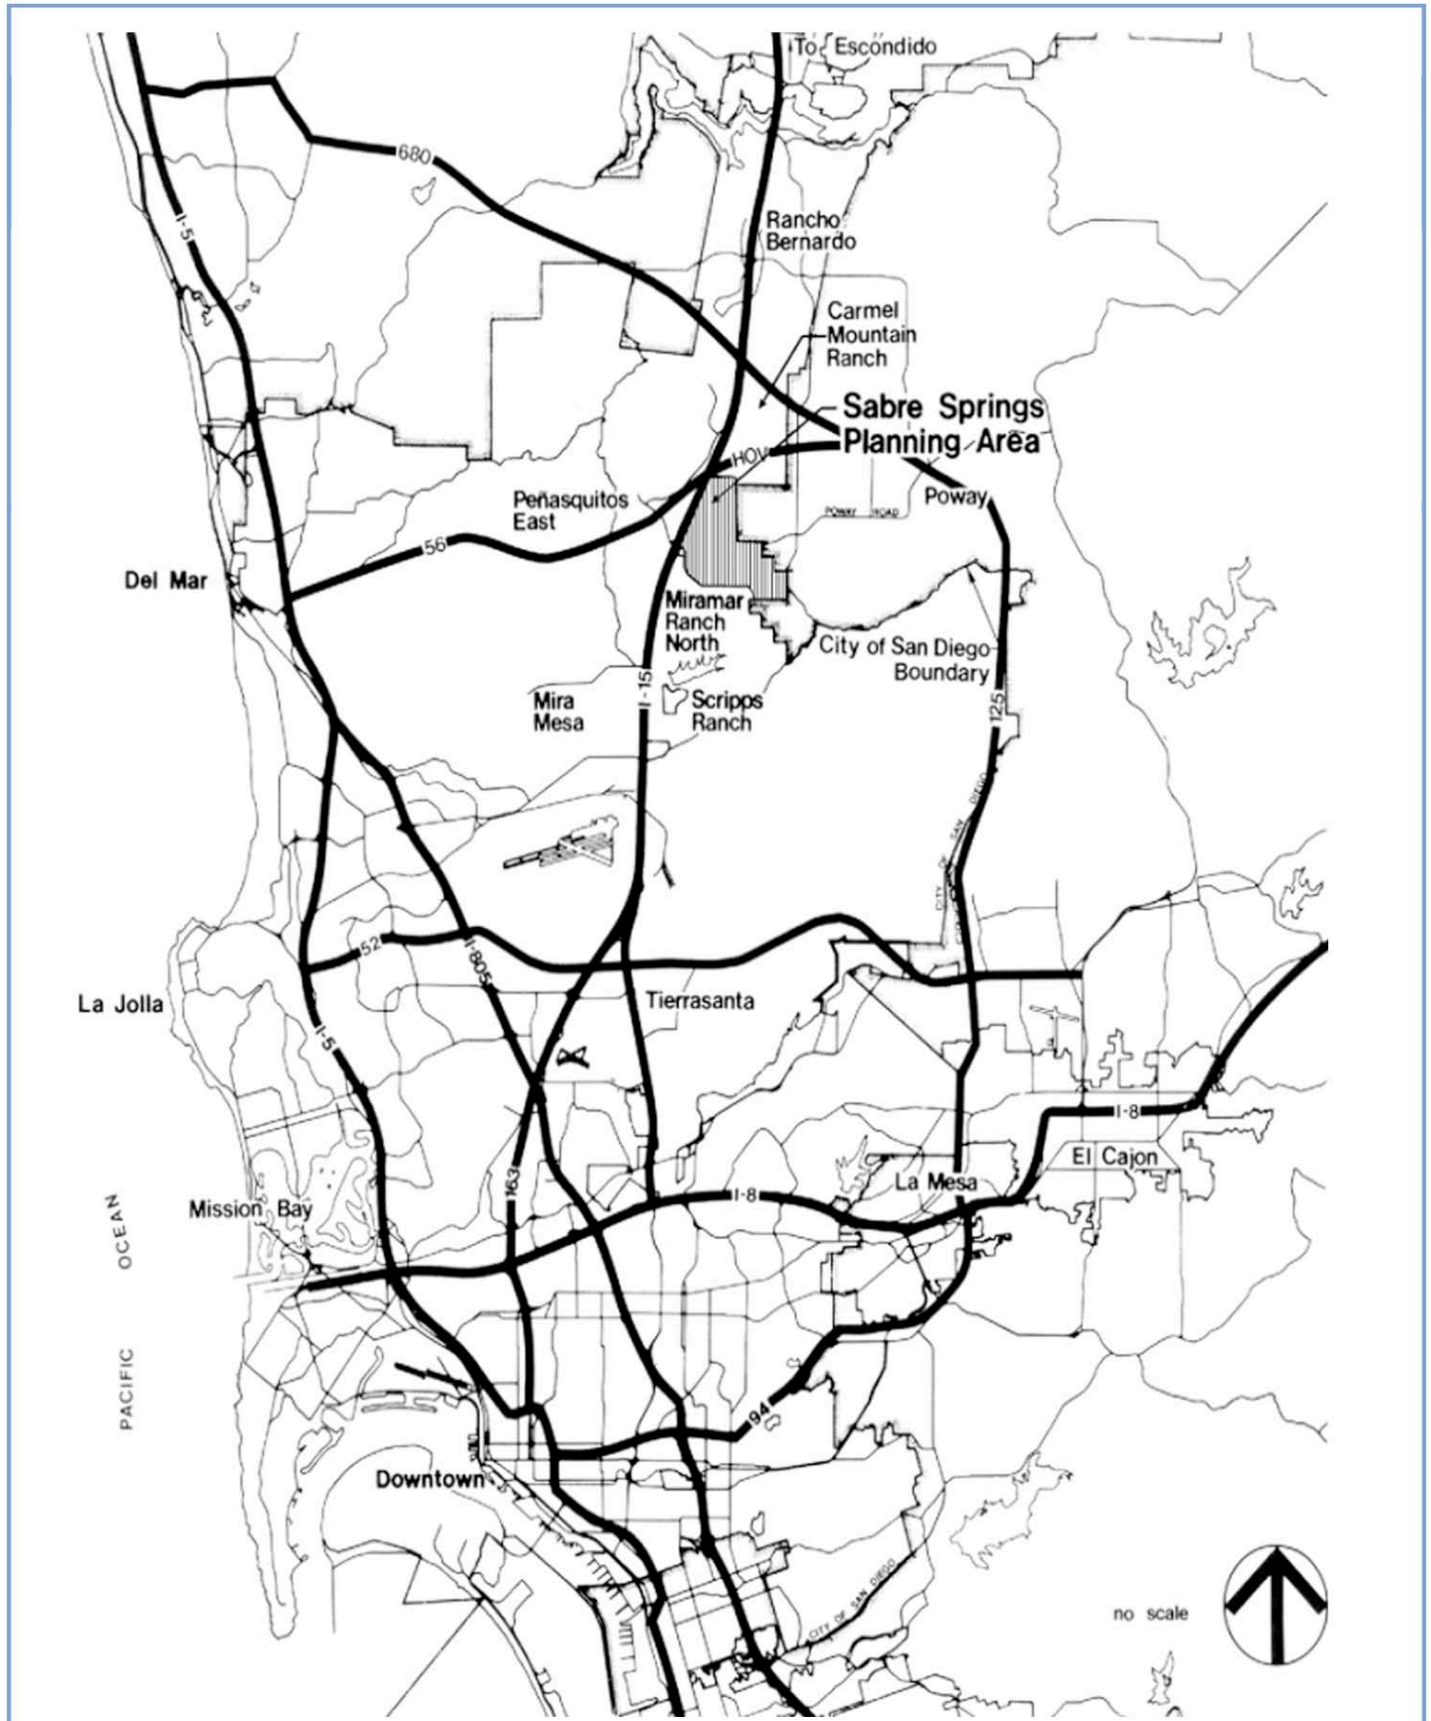 To Escondido
680
I-5
Rancho
Bernardo
Carmel
Mountain
Ranch
Sabre Springs
Planning Area
HOV
Peñasquitos
East
Poway
POWAY ROAD
56
Del Mar
Miramar
Ranch
North
City of San Diego
Boundary
I-15
Mira
Mesa
Scripps
Ranch
125
CITY OF SAN DIEGO
52
I-805
La Jolla
Tierrasanta
I-5
I-8
El Cajon
163
La Mesa
I-8
Mission Bay
PACIFIC OCEAN
94
Downtown
CITY OF SAN DIEGO
no scale